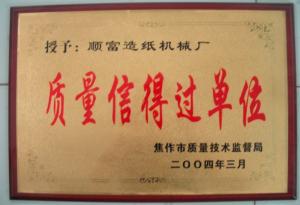 授予：顺富造纸机械厂
质量信得过单位
焦作市质量技术监督局
二〇〇四年三月